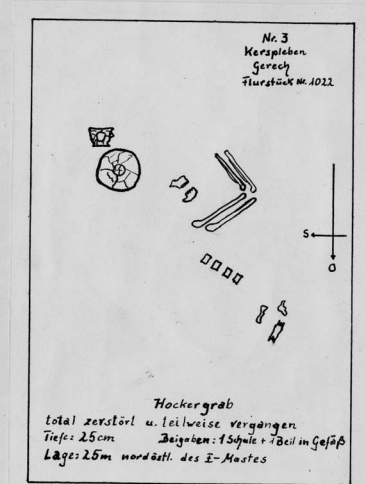 Nr. 3
Kerspleben
Gerech
Flurstück Nr. 1022
S
O
Hockergrab
total zerstört u. teilweise vergangen
Tiefe: 25cm Beigaben: 1 Schale + 1 Beil in Gefäß
Lage: 25m nordöstl. des I-Mastes